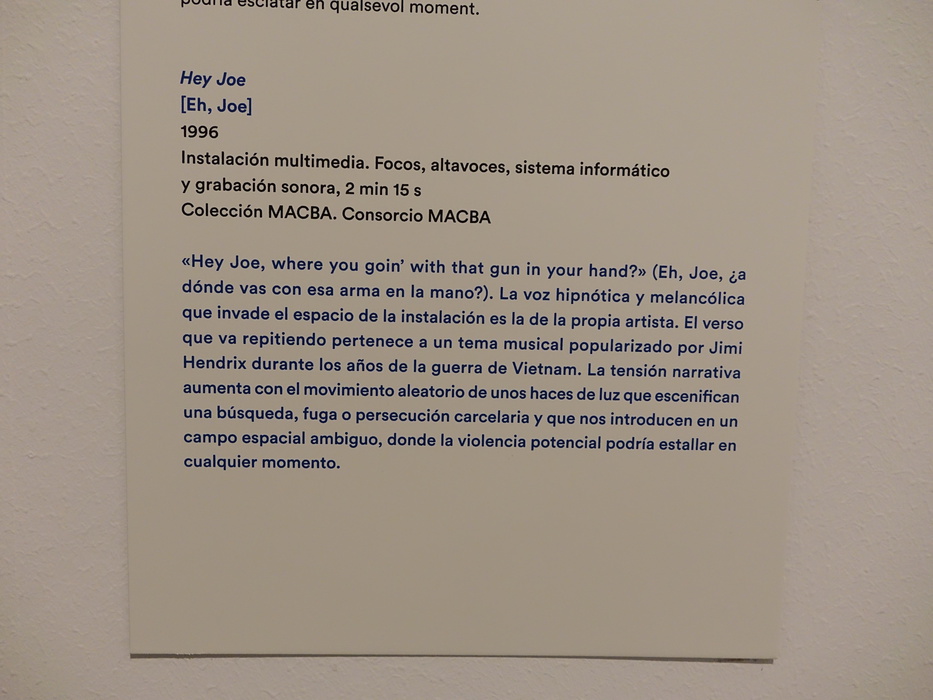 podria esclatar en qualsevol moment.
Hey Joe
[Eh, Joe]
1996
Instalación multimedia. Focos, altavoces, sistema informático
y grabación sonora, 2 min 15 s
Colección MACBA. Consorcio MACBA
«Hey Joe, where you goin’ with that gun in your hand?» (Eh, Joe, ¿a
dónde vas con esa arma en la mano?). La voz hipnótica y melancólica
que invade el espacio de la instalación es la de la propia artista. El verso
que va repitiendo pertenece a un tema musical popularizado por Jimi
Hendrix durante los años de la guerra de Vietnam. La tensión narrativa
aumenta con el movimiento aleatorio de unos haces de luz que escenifican
una búsqueda, fuga o persecución carcelaria y que nos introducen en un
campo espacial ambiguo, donde la violencia potencial podría estallar en
cualquier momento.